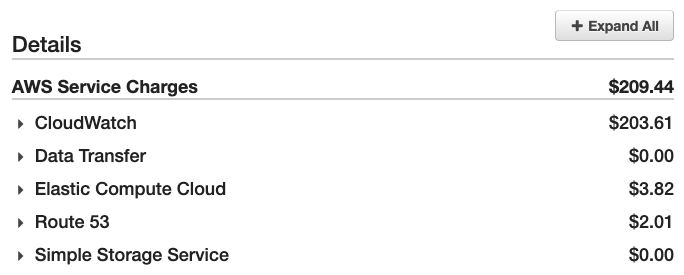 + Expand All
Details
AWS Service Charges $209.44
CloudWatch $203.61
Data Transfer $0.00
Elastic Compute Cloud $3.82
Route 53 $2.01
Simple Storage Service $0.00